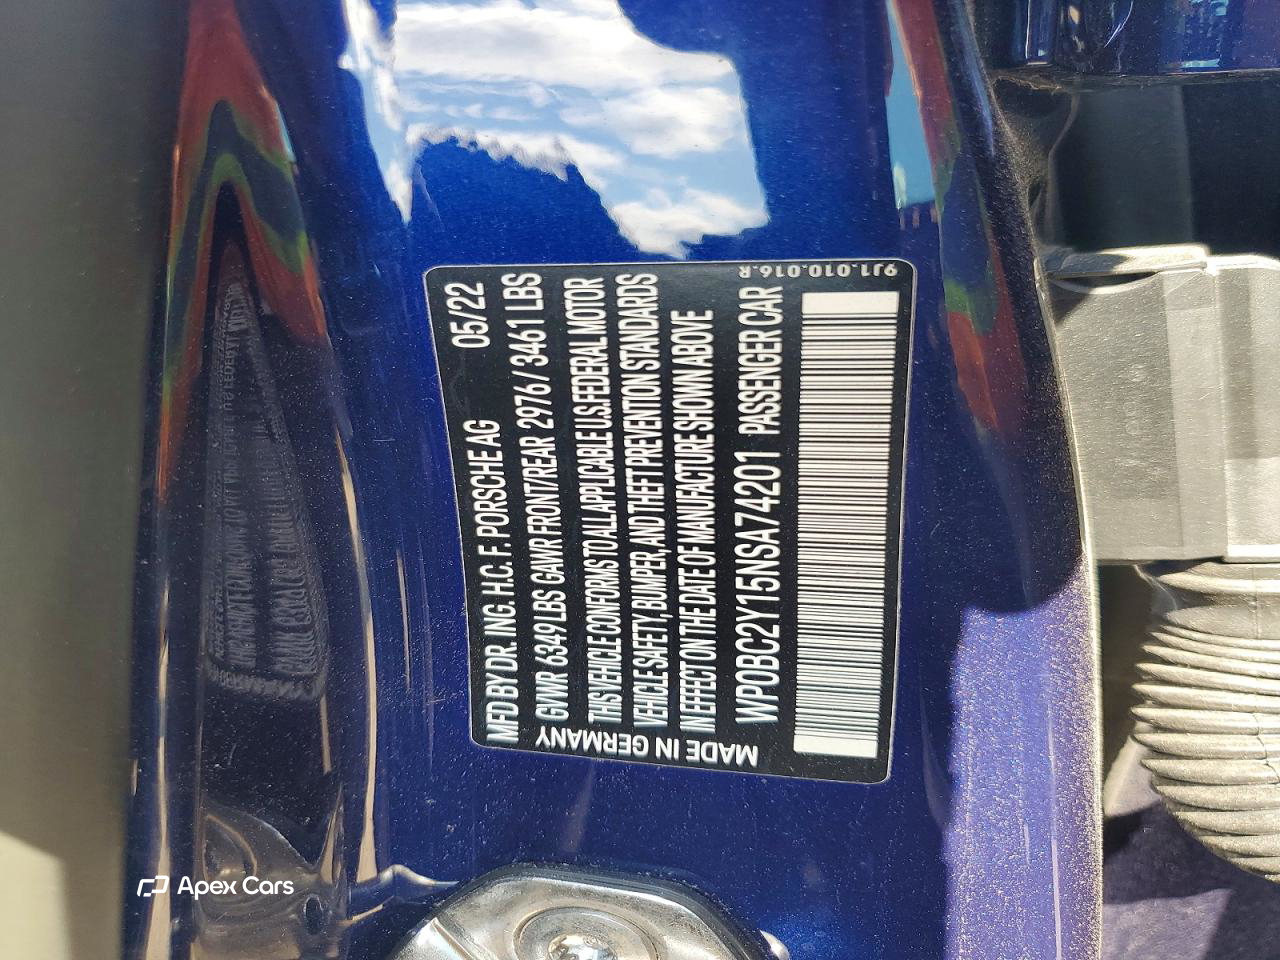 MFD BY DR. ING. H.C. F. PORSCHE AG 05/22
GVWR 6349 LBS GAWR FRONT/REAR 2976 / 3461 LBS
THIS VEHICLE CONFORMS TO ALL APPLICABLE U.S. FEDERAL MOTOR
VEHICLE SAFETY, BUMPER, AND THEFT PREVENTION STANDARDS
IN EFFECT ON THE DATE OF MANUFACTURE SHOWN ABOVE
WP0BC2Y15NSA74201 PASSENGER CAR
MADE IN GERMANY
9J1.010.016.R
Apex Cars